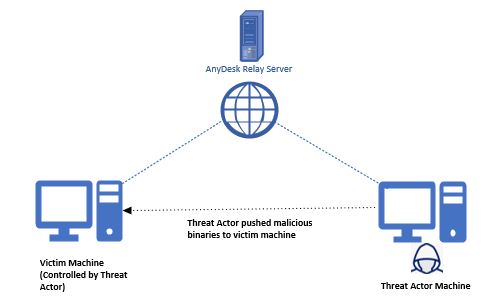 AnyDesk Relay Server
Threat Actor pushed malicious
binaries to victim machine
Victim Machine
(Controlled by Threat
Actor)
Threat Actor Machine